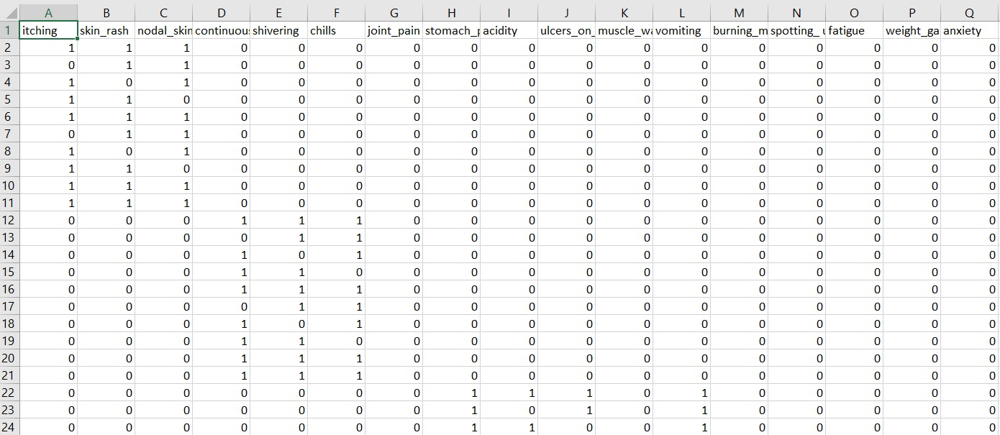 A B C D E F G H I J K L M N O P Q
1 itching skin_rash nodal_skin continuous shivering chills joint_pain stomach_p acidity ulcers_on_ muscle_wa vomiting burning_m spotting_ u fatigue weight_ga anxiety
2 1 1 1 0 0 0 0 0 0 0 0 0 0 0 0 0 0
3 0 1 1 0 0 0 0 0 0 0 0 0 0 0 0 0 0
4 1 0 1 0 0 0 0 0 0 0 0 0 0 0 0 0 0
5 1 1 0 0 0 0 0 0 0 0 0 0 0 0 0 0 0
6 1 1 1 0 0 0 0 0 0 0 0 0 0 0 0 0 0
7 0 1 1 0 0 0 0 0 0 0 0 0 0 0 0 0 0
8 1 0 1 0 0 0 0 0 0 0 0 0 0 0 0 0 0
9 1 1 0 0 0 0 0 0 0 0 0 0 0 0 0 0 0
10 1 1 1 0 0 0 0 0 0 0 0 0 0 0 0 0 0
11 1 1 1 0 0 0 0 0 0 0 0 0 0 0 0 0 0
12 0 0 0 1 1 1 0 0 0 0 0 0 0 0 0 0 0
13 0 0 0 0 1 1 0 0 0 0 0 0 0 0 0 0 0
14 0 0 0 1 0 1 0 0 0 0 0 0 0 0 0 0 0
15 0 0 0 1 1 0 0 0 0 0 0 0 0 0 0 0 0
16 0 0 0 1 1 1 0 0 0 0 0 0 0 0 0 0 0
17 0 0 0 0 1 1 0 0 0 0 0 0 0 0 0 0 0
18 0 0 0 1 0 1 0 0 0 0 0 0 0 0 0 0 0
19 0 0 0 1 1 0 0 0 0 0 0 0 0 0 0 0 0
20 0 0 0 1 1 1 0 0 0 0 0 0 0 0 0 0 0
21 0 0 0 1 1 1 0 0 0 0 0 0 0 0 0 0 0
22 0 0 0 0 0 0 0 1 1 1 0 1 0 0 0 0 0
23 0 0 0 0 0 0 0 1 0 1 0 1 0 0 0 0 0
24 0 0 0 0 0 0 0 1 1 0 0 1 0 0 0 0 0